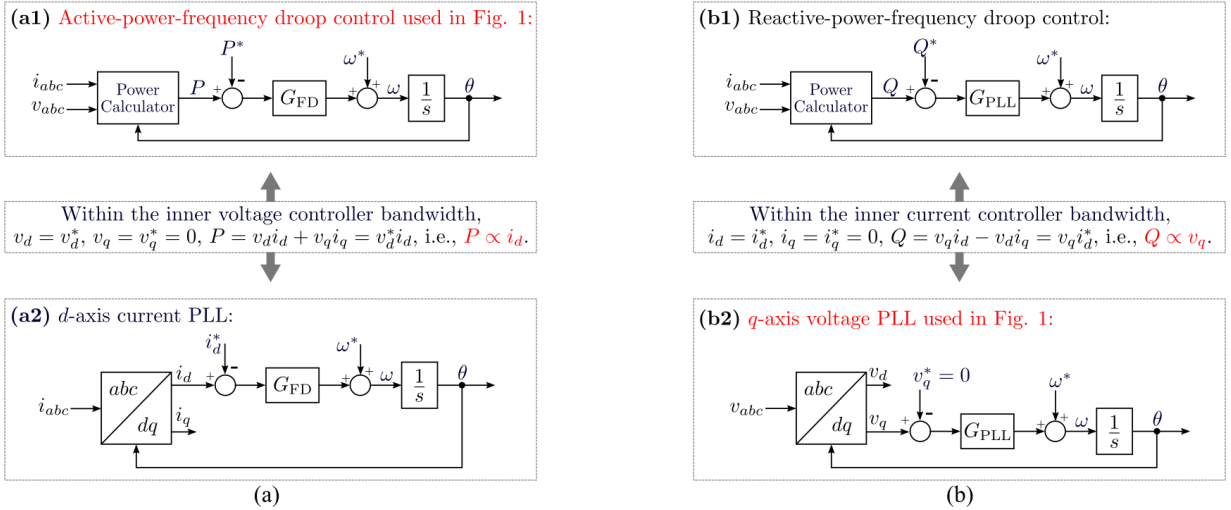 (a1) Active-power-frequency droop control used in Fig. 1:
P*
ω*
i_abc
v_abc
Power
Calculator
P
+
-
G_FD
+
+
ω
1/s
θ
Within the inner voltage controller bandwidth,
v_d = v_d^*, v_q = v_q^* = 0, P = v_d i_d + v_q i_q = v_d^* i_d, i.e., P ∝ i_d.
(a2) d-axis current PLL:
i_d^*
ω*
i_abc
abc
dq
i_d
i_q
+
-
G_FD
+
+
ω
1/s
θ
(a)
(b1) Reactive-power-frequency droop control:
Q*
ω*
i_abc
v_abc
Power
Calculator
Q
+
-
G_PLL
+
+
ω
1/s
θ
Within the inner current controller bandwidth,
i_d = i_d^*, i_q = i_q^* = 0, Q = v_q i_d − v_d i_q = v_q i_d^*, i.e., Q ∝ v_q.
(b2) q-axis voltage PLL used in Fig. 1:
v_abc
abc
dq
v_d
v_q
v_q^* = 0
ω*
+
-
G_PLL
+
+
ω
1/s
θ
(b)